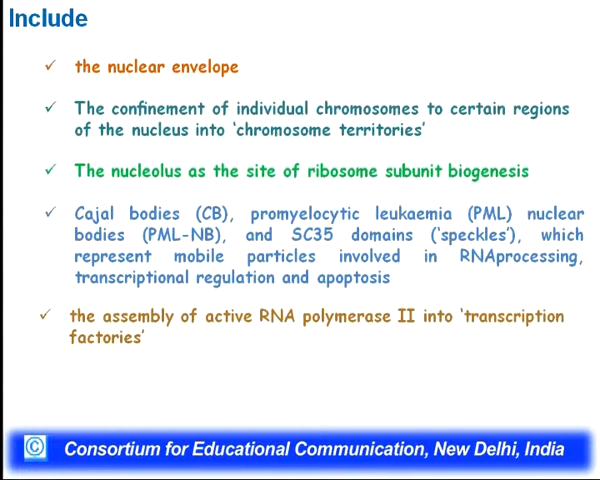 Include
✓ the nuclear envelope
✓ The confinement of individual chromosomes to certain regions
of the nucleus into ‘chromosome territories’
✓ The nucleolus as the site of ribosome subunit biogenesis
✓ Cajal bodies (CB), promyelocytic leukaemia (PML) nuclear
bodies (PML-NB), and SC35 domains (‘speckles’), which
represent mobile particles involved in RNAprocessing,
transcriptional regulation and apoptosis
✓ the assembly of active RNA polymerase II into ‘transcription
factories’
© Consortium for Educational Communication, New Delhi, India